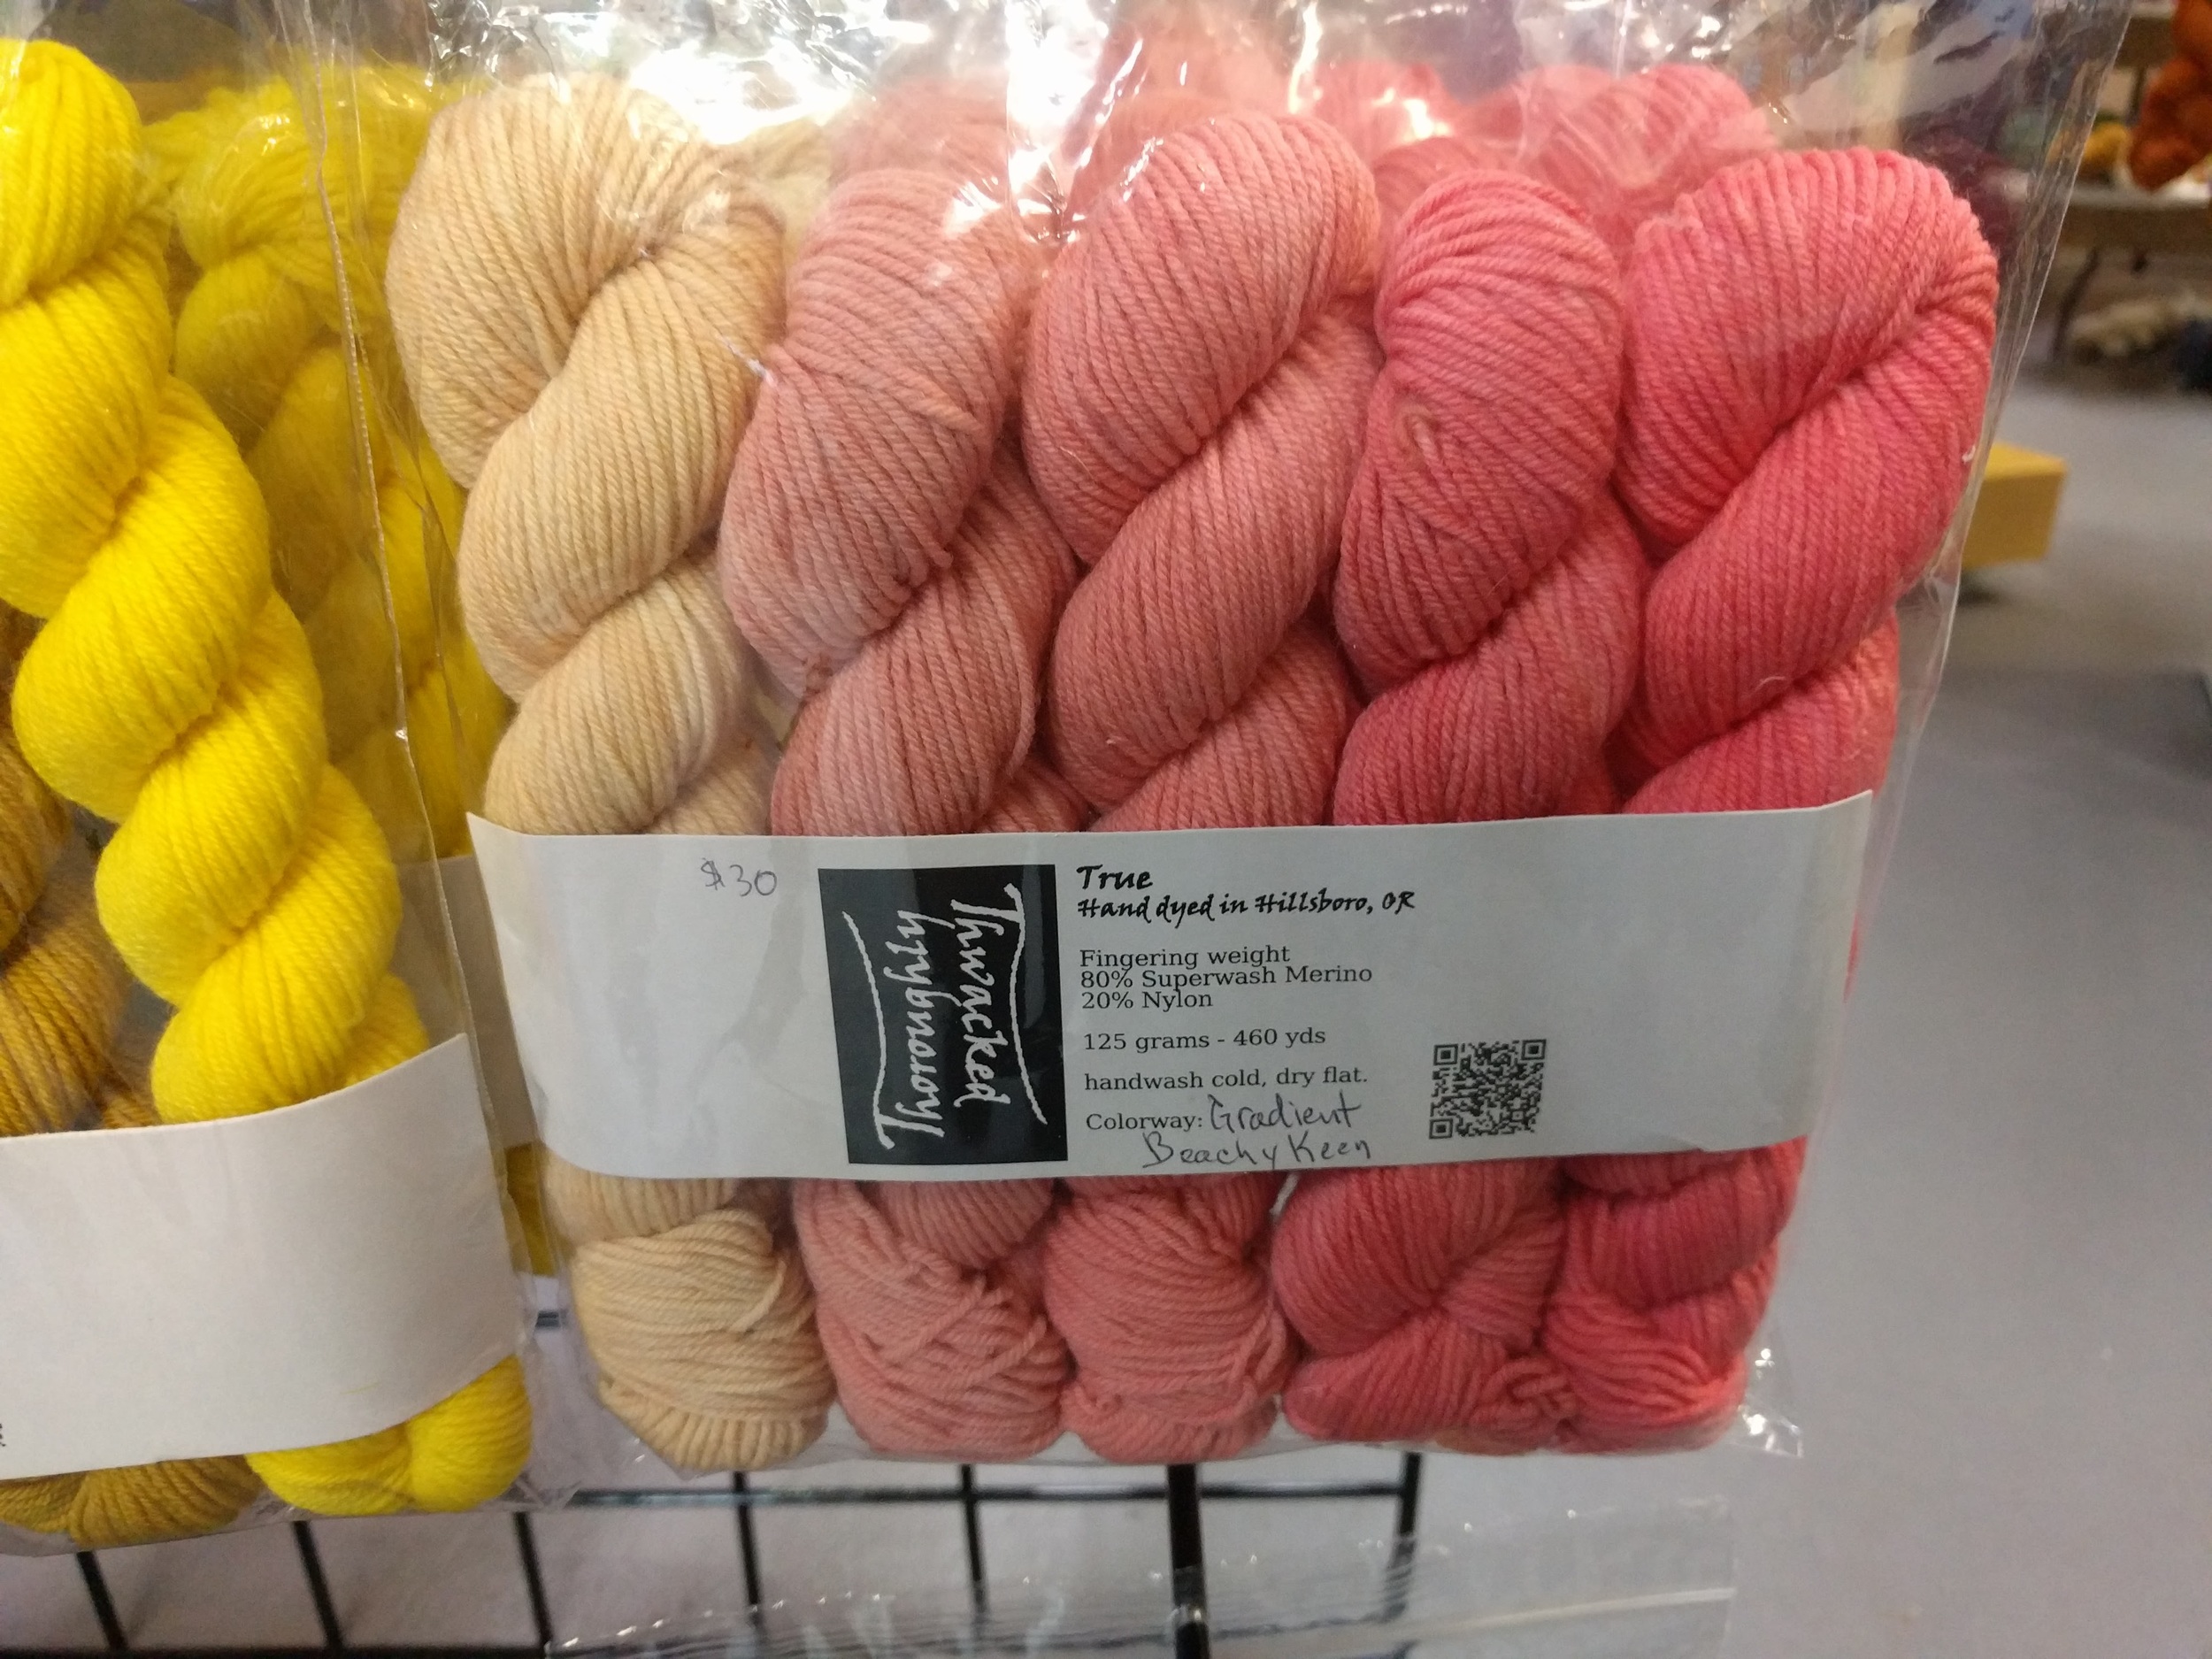 $30
Thwacked
Thoroughly
True
Hand dyed in Hillsboro, OR
Fingering weight
80% Superwash Merino
20% Nylon
125 grams - 460 yds
handwash cold, dry flat.
Colorway: Gradient
Beachy Keen